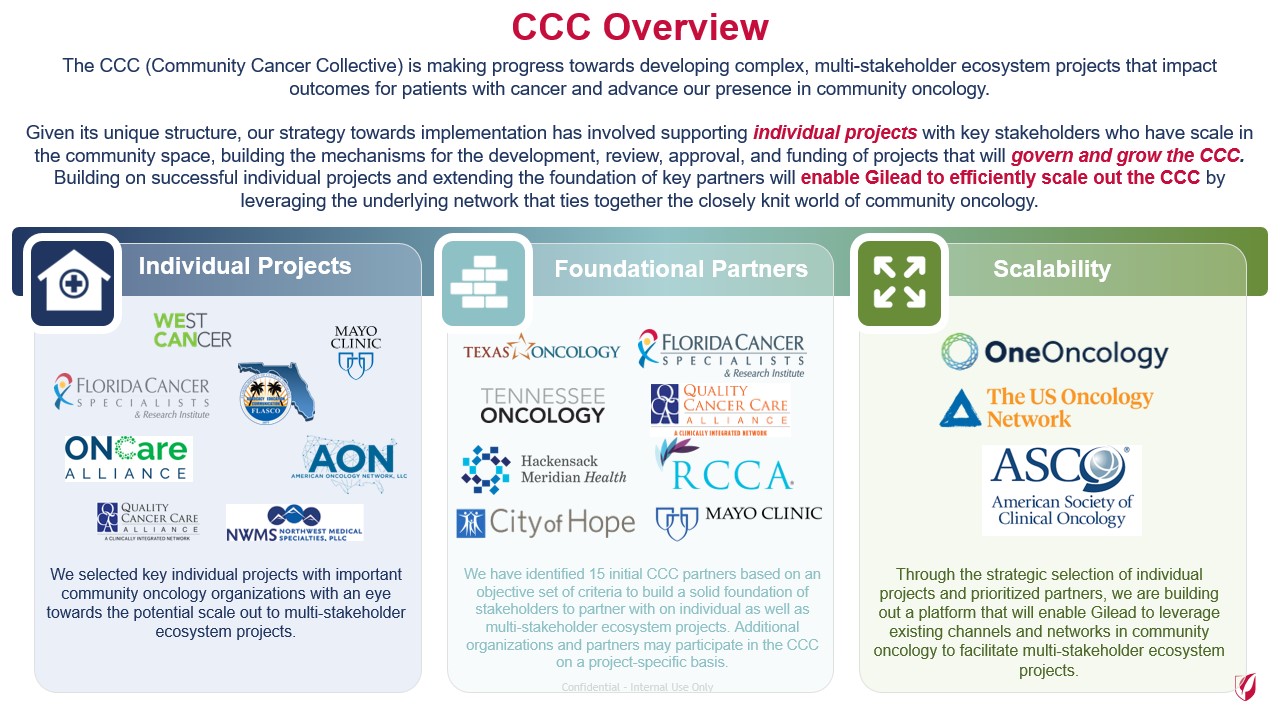 CCC Overview
The CCC (Community Cancer Collective) is making progress towards developing complex, multi-stakeholder ecosystem projects that impact
outcomes for patients with cancer and advance our presence in community oncology.
Given its unique structure, our strategy towards implementation has involved supporting individual projects with key stakeholders who have scale in
the community space, building the mechanisms for the development, review, approval, and funding of projects that will govern and grow the CCC.
Building on successful individual projects and extending the foundation of key partners will enable Gilead to efficiently scale out the CCC by
leveraging the underlying network that ties together the closely knit world of community oncology.
Individual Projects
WEST
CANCER
MAYO
CLINIC
FLORIDA CANCER
SPECIALISTS
& Research Institute
FLASCO
ONCare
ALLIANCE
AON
AMERICAN ONCOLOGY NETWORK, LLC
QUALITY
CANCER CARE
ALLIANCE
A CLINICALLY INTEGRATED NETWORK
NWMS NORTHWEST MEDICAL
SPECIALTIES, PLLC
We selected key individual projects with important
community oncology organizations with an eye
towards the potential scale out to multi-stakeholder
ecosystem projects.
Foundational Partners
TEXAS ONCOLOGY
FLORIDA CANCER
SPECIALISTS
& Research Institute
TENNESSEE
ONCOLOGY
QCCA
QUALITY
CANCER CARE
ALLIANCE
A CLINICALLY INTEGRATED NETWORK
Hackensack
Meridian Health
RCCA
City of Hope
MAYO CLINIC
We have identified 15 initial CCC partners based on an
objective set of criteria to build a solid foundation of
stakeholders to partner with on individual as well as
multi-stakeholder ecosystem projects. Additional
organizations and partners may participate in the CCC
on a project-specific basis.
Confidential - Internal Use Only
Scalability
OneOncology
The US Oncology
Network
ASCO®
American Society of
Clinical Oncology
Through the strategic selection of individual
projects and prioritized partners, we are building
out a platform that will enable Gilead to leverage
existing channels and networks in community
oncology to facilitate multi-stakeholder ecosystem
projects.